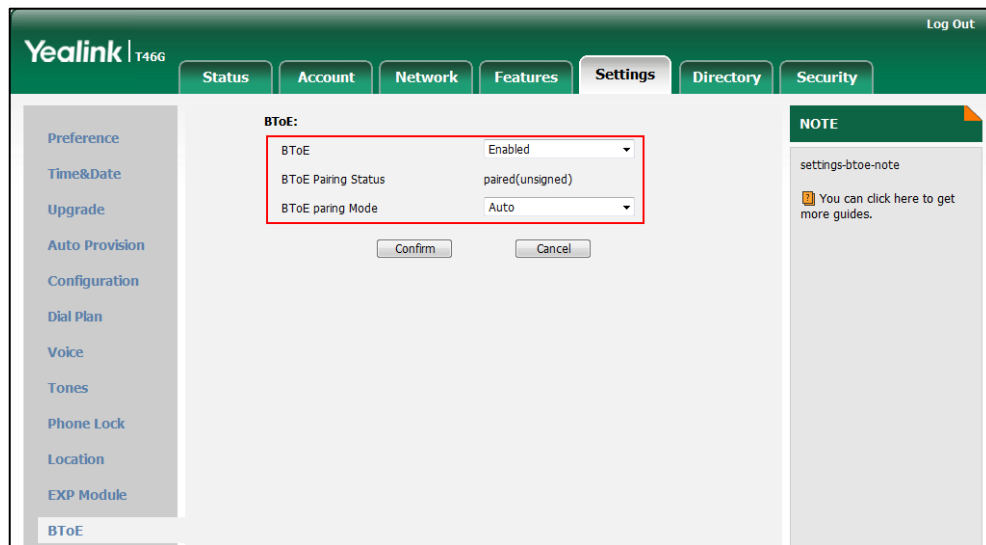 Log Out
Yealink T46G
Status Account Network Features Settings Directory Security
Preference
Time&Date
Upgrade
Auto Provision
Configuration
Dial Plan
Voice
Tones
Phone Lock
Location
EXP Module
BToE
BToE:
BToE Enabled
BToE Pairing Status paired(unsigned)
BToE paring Mode Auto
Confirm Cancel
NOTE
settings-btoe-note
You can click here to get
more guides.